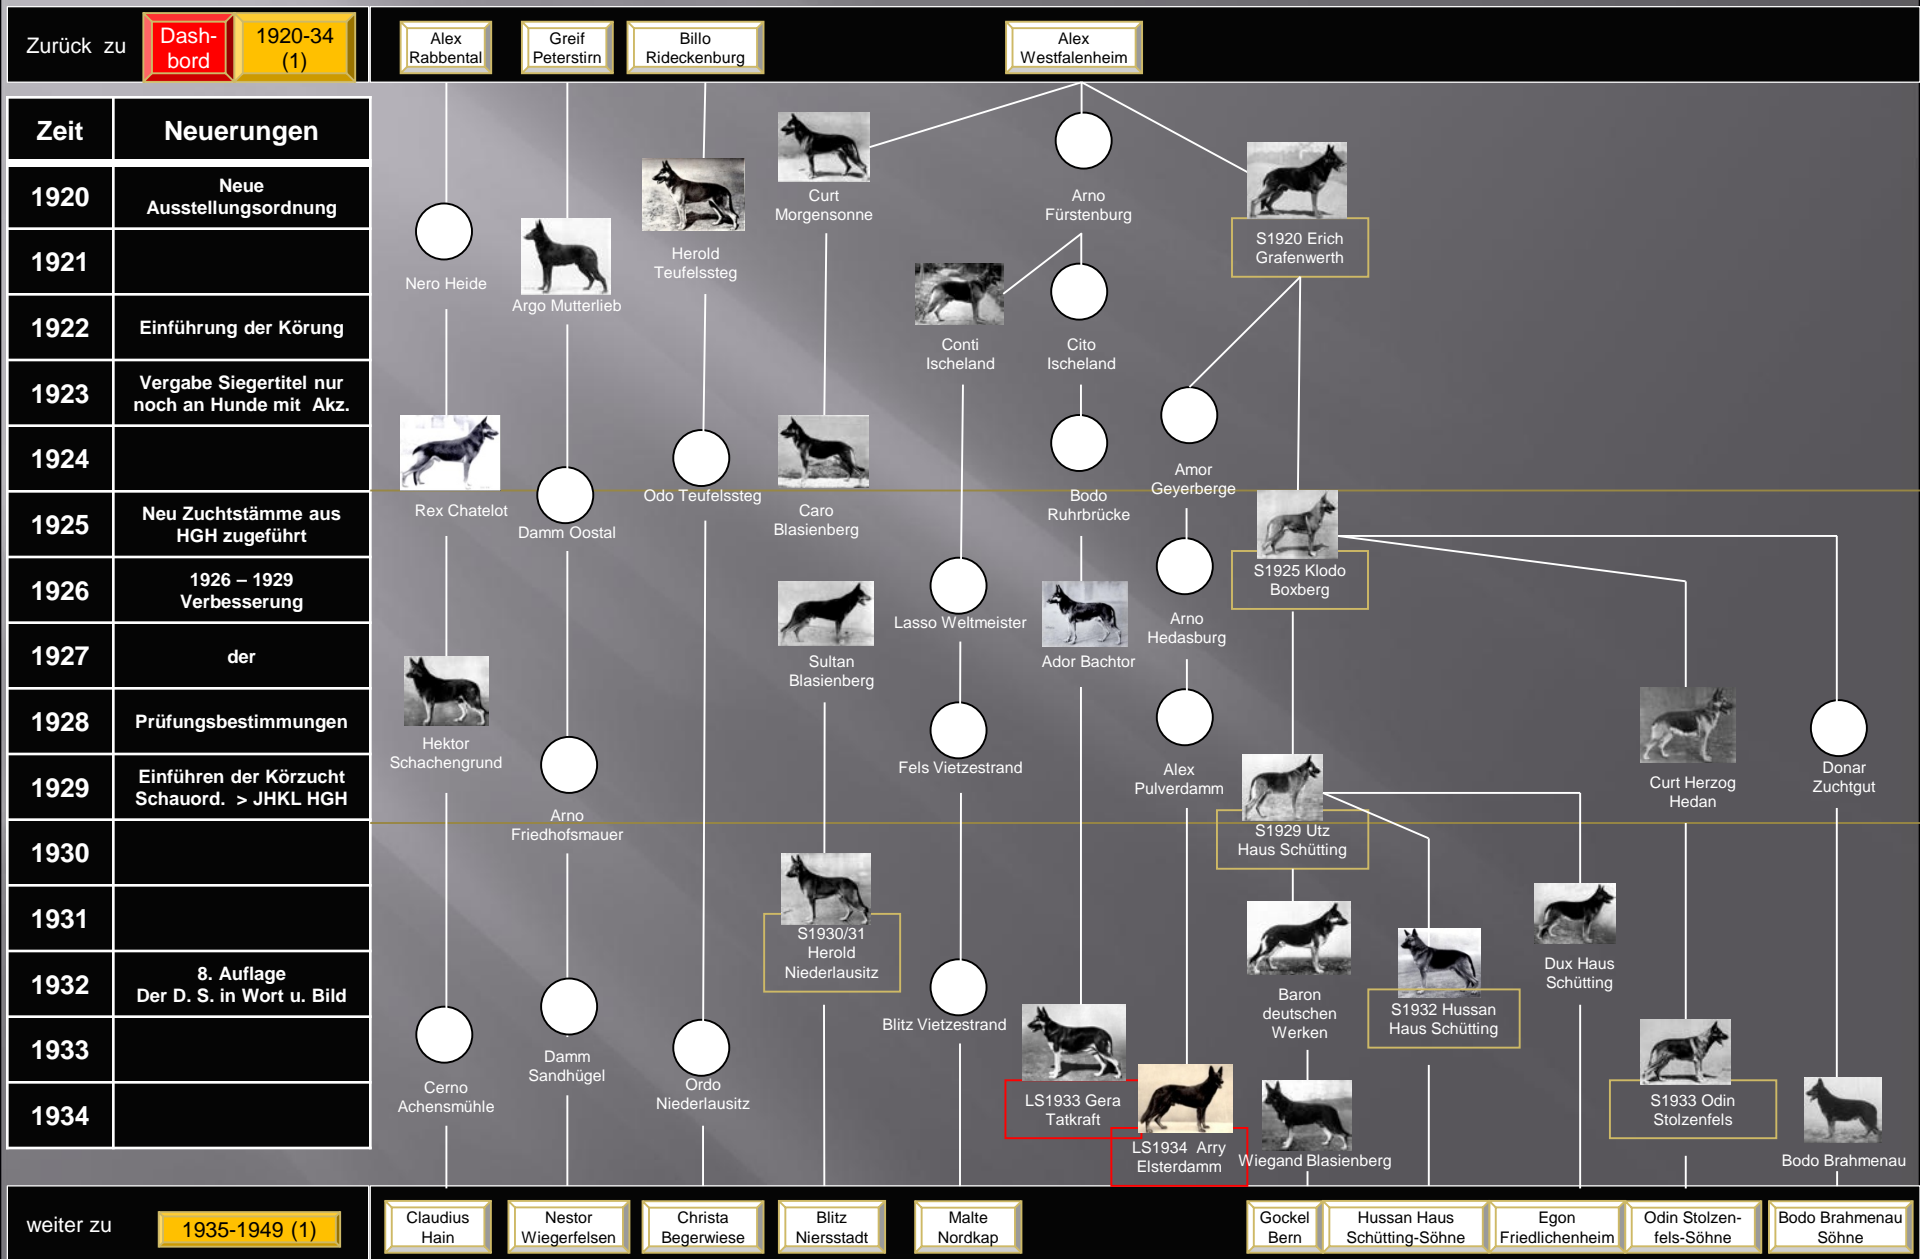 Zurück zu
Dash-
bord
1920-34
(1)
Alex
Rabbental
Greif
Peterstirn
Billo
Rideckenburg
Alex
Westfalenheim
Zeit
Neuerungen
1920
Neue
Ausstellungsordnung
1921
1922
Einführung der Körung
1923
Vergabe Siegertitel nur
noch an Hunde mit Akz.
1924
1925
Neu Zuchtstämme aus
HGH zugeführt
1926
1926 – 1929
Verbesserung
1927
der
1928
Prüfungsbestimmungen
1929
Einführen der Körzucht
Schauord. > JHKL HGH
1930
1931
1932
8. Auflage
Der D. S. in Wort u. Bild
1933
1934
Nero Heide
Rex Chatelot
Hektor
Schachengrund
Cerno
Achensmühle
Argo Mutterlieb
Damm Oostal
Arno
Friedhofsmauer
Damm
Sandhügel
Herold
Teufelssteg
Odo Teufelssteg
Ordo
Niederlausitz
Curt
Morgensonne
Caro
Blasienberg
Sultan
Blasienberg
S1930/31
Herold
Niederlausitz
Conti
Ischeland
Lasso Weltmeister
Fels Vietzestrand
Blitz Vietzestrand
Arno
Fürstenburg
Cito
Ischeland
Bodo
Ruhrbrücke
Ador Bachtor
LS1933 Gera
Tatkraft
Amor
Geyerberge
Arno
Hedasburg
Alex
Pulverdamm
LS1934 Arry
Elsterdamm
S1920 Erich
Grafenwerth
S1925 Klodo
Boxberg
S1929 Utz
Haus Schütting
Baron
deutschen
Werken
Wiegand Blasienberg
S1932 Hussan
Haus Schütting
Dux Haus
Schütting
Curt Herzog
Hedan
S1933 Odin
Stolzenfels
Donar
Zuchtgut
Bodo Brahmenau
weiter zu
1935-1949 (1)
Claudius
Hain
Nestor
Wiegerfelsen
Christa
Begerwiese
Blitz
Niersstadt
Malte
Nordkap
Gockel
Bern
Hussan Haus
Schütting-Söhne
Egon
Friedlichenheim
Odin Stolzen-
fels-Söhne
Bodo Brahmenau
Söhne